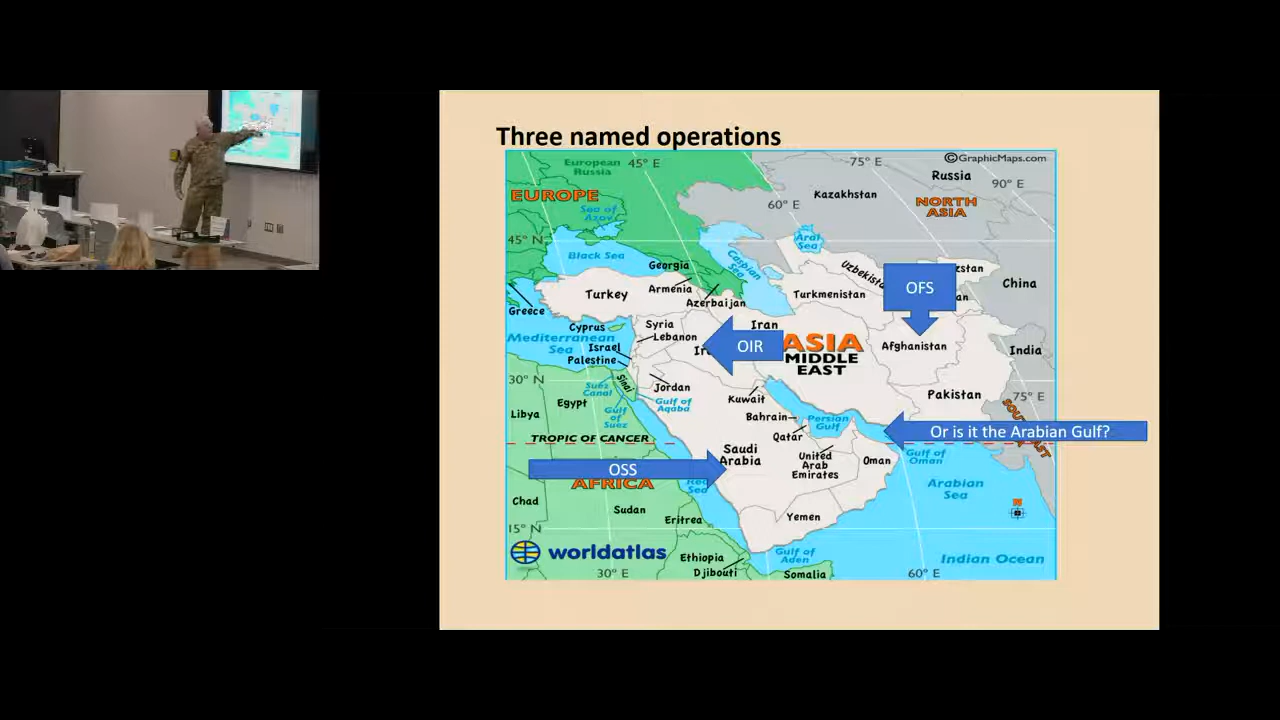 Three named operations
European
Russia
45° E
75° E
©GraphicMaps.com
Russia
90° E
EUROPE
Kazakhstan
60° E
NORTH
ASIA
Sea of
Azov
45° N
Aral
Sea
Black Sea
Caspian
Sea
Georgia
Uzbekista
zstan
OFS
China
Armenia
Turkey
Azerbaijan
Turkmenistan
an
Greece
Cyprus
Syria
Iran
Mediterranean
Sea
Lebanon
OIR
ASIA
MIDDLE
EAST
Afghanistan
Israel
Ira
India
Palestine
30° N
Sinai
Jordan
Suez
Canal
Egypt
Gulf of
Aqaba
Kuwait
Pakistan
75° E
Libya
Gulf
of
Suez
Bahrain
Persian
Gulf
Or is it the Arabian Gulf?
TROPIC OF CANCER
Qatar
Saudi
Arabia
United
Arab
Emirates
Oman
Gulf of
Oman
OSS
AFRICA
Red
Sea
Arabian
Sea
Chad
Sudan
Eritrea
Yemen
N
15° N
worldatlas
Ethiopia
Gulf of
Aden
Indian Ocean
30° E
Djibouti
Somalia
60° E